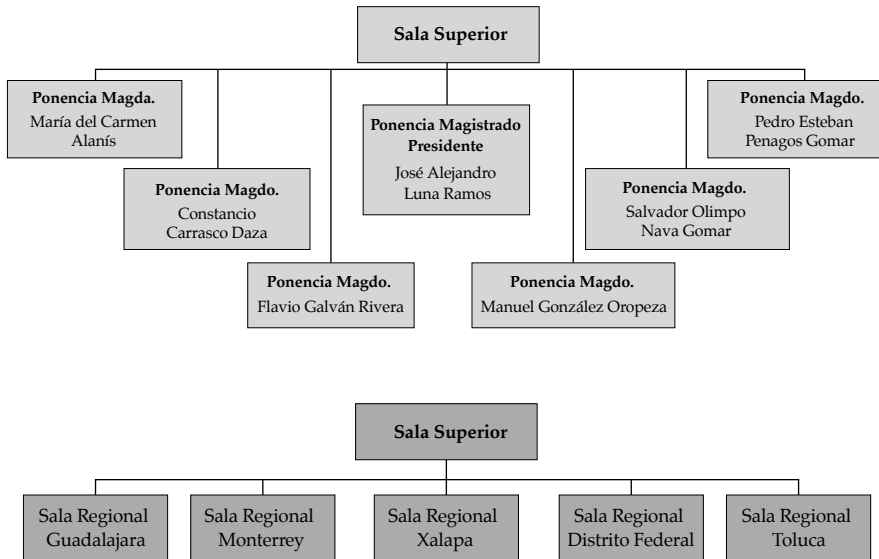 Sala Superior
Ponencia Magda.
María del Carmen
Alanís
Ponencia Magdo.
Constancio
Carrasco Daza
Ponencia Magdo.
Flavio Galván Rivera
Ponencia Magistrado
Presidente
José Alejandro
Luna Ramos
Ponencia Magdo.
Manuel González Oropeza
Ponencia Magdo.
Salvador Olimpo
Nava Gomar
Ponencia Magdo.
Pedro Esteban
Penagos Gomar
Sala Superior
Sala Regional
Guadalajara
Sala Regional
Monterrey
Sala Regional
Xalapa
Sala Regional
Distrito Federal
Sala Regional
Toluca